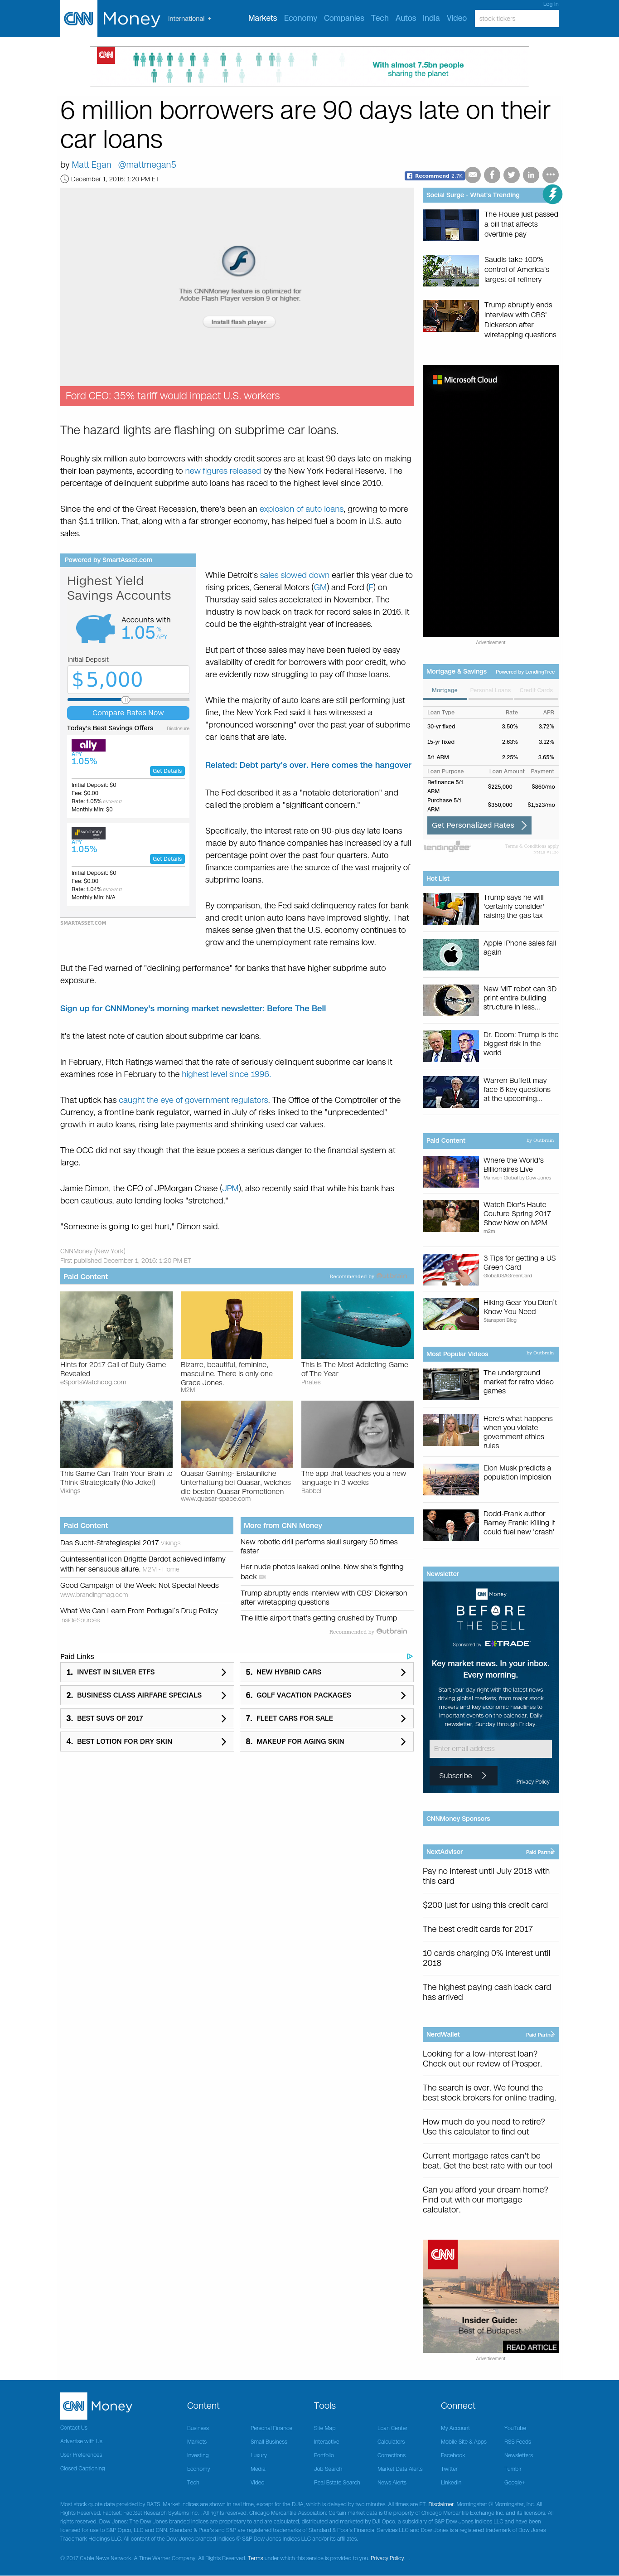 Log In
CNN Money
International +
Markets Economy Companies Tech Autos India Video
stock tickers
CNN
With almost 7.5bn people
sharing the planet
6 million borrowers are 90 days late on their
car loans
by Matt Egan @mattmegan5
December 1, 2016: 1:20 PM ET
Recommend 2.7K
This CNNMoney feature is optimized for
Adobe Flash Player version 9 or higher.
Install flash player
Ford CEO: 35% tariff would impact U.S. workers
The hazard lights are flashing on subprime car loans.
Roughly six million auto borrowers with shoddy credit scores are at least 90 days late on making
their loan payments, according to new figures released by the New York Federal Reserve. The
percentage of delinquent subprime auto loans has raced to the highest level since 2010.
Since the end of the Great Recession, there's been an explosion of auto loans, growing to more
than $1.1 trillion. That, along with a far stronger economy, has helped fuel a boom in U.S. auto
sales.
Powered by SmartAsset.com
Highest Yield
Savings Accounts
Accounts with
1.05 % APY
Initial Deposit
$5,000
Compare Rates Now
Today's Best Savings Offers Disclosure
ally
APY
1.05%
Get Details
Initial Deposit: $0
Fee: $0.00
Rate: 1.05%
Monthly Min: $0
synchrony
APY
1.05%
Get Details
Initial Deposit: $0
Fee: $0.00
Rate: 1.04%
Monthly Min: N/A
SMARTASSET.COM
While Detroit's sales slowed down earlier this year due to
rising prices, General Motors (GM) and Ford (F) on
Thursday said sales accelerated in November. The
industry is now back on track for record sales in 2016. It
could be the eighth-straight year of increases.
But part of those sales may have been fueled by easy
availability of credit for borrowers with poor credit, who
are evidently now struggling to pay off those loans.
While the majority of auto loans are still performing just
fine, the New York Fed said it has witnessed a
"pronounced worsening" over the past year of subprime
car loans that are late.
Related: Debt party's over. Here comes the hangover
The Fed described it as a "notable deterioration" and
called the problem a "significant concern."
Specifically, the interest rate on 90-plus day late loans
made by auto finance companies has increased by a full
percentage point over the past four quarters. Auto
finance companies are the source of the vast majority of
subprime loans.
By comparison, the Fed said delinquency rates for bank
and credit union auto loans have improved slightly. That
makes sense given that the U.S. economy continues to
grow and the unemployment rate remains low.
But the Fed warned of "declining performance" for banks that have higher subprime auto
exposure.
Sign up for CNNMoney's morning market newsletter: Before The Bell
It's the latest note of caution about subprime car loans.
In February, Fitch Ratings warned that the rate of seriously delinquent subprime car loans it
examines rose in February to the highest level since 1996.
That uptick has caught the eye of government regulators. The Office of the Comptroller of the
Currency, a frontline bank regulator, warned in July of risks linked to the "unprecedented"
growth in auto loans, rising late payments and shrinking used car values.
The OCC did not say though that the issue poses a serious danger to the financial system at
large.
Jamie Dimon, the CEO of JPMorgan Chase (JPM), also recently said that while his bank has
been cautious, auto lending looks "stretched."
"Someone is going to get hurt," Dimon said.
CNNMoney (New York)
First published December 1, 2016: 1:20 PM ET
Paid Content Recommended by
Hints for 2017 Call of Duty Game
Revealed
eSportsWatchdog.com
Bizarre, beautiful, feminine,
masculine. There is only one
Grace Jones.
M2M
This Is The Most Addicting Game
of The Year
Pirates
This Game Can Train Your Brain to
Think Strategically (No Joke!)
Vikings
Quasar Gaming- Erstaunliche
Unterhaltung bei Quasar, welches
die besten Quasar Promotionen
www.quasar-space.com
The app that teaches you a new
language in 3 weeks
Babbel
Paid Content
Das Sucht-Strategiespiel 2017 Vikings
Quintessential icon Brigitte Bardot achieved infamy
with her sensuous allure. M2M - Home
Good Campaign of the Week: Not Special Needs
www.brandingmag.com
What We Can Learn From Portugal's Drug Policy
InsideSources
More from CNN Money
New robotic drill performs skull surgery 50 times
faster
Her nude photos leaked online. Now she's fighting
back
Trump abruptly ends interview with CBS' Dickerson
after wiretapping questions
The little airport that's getting crushed by Trump
Recommended by Outbrain
Paid Links
1. INVEST IN SILVER ETFS
2. BUSINESS CLASS AIRFARE SPECIALS
3. BEST SUVS OF 2017
4. BEST LOTION FOR DRY SKIN
5. NEW HYBRID CARS
6. GOLF VACATION PACKAGES
7. FLEET CARS FOR SALE
8. MAKEUP FOR AGING SKIN
Social Surge - What's Trending
The House just passed
a bill that affects
overtime pay
Saudis take 100%
control of America's
largest oil refinery
Trump abruptly ends
interview with CBS'
Dickerson after
wiretapping questions
Microsoft Cloud
Advertisement
Mortgage & Savings Powered by LendingTree
Mortgage Personal Loans Credit Cards
Loan Type Rate APR
30-yr fixed 3.50% 3.72%
15-yr fixed 2.63% 3.12%
5/1 ARM 2.25% 3.65%
Loan Purpose Loan Amount Payment
Refinance 5/1
ARM $225,000 $860/mo
Purchase 5/1
ARM $350,000 $1,523/mo
Get Personalized Rates
lendingtree
Terms & Conditions apply
Hot List
Trump says he will
'certainly consider'
raising the gas tax
Apple iPhone sales fall
again
New MIT robot can 3D
print entire building
structure in less...
Dr. Doom: Trump is the
biggest risk in the
world
Warren Buffett may
face 6 key questions
at the upcoming...
Paid Content by Outbrain
Where the World's
Billionaires Live
Mansion Global by Dow Jones
Watch Dior's Haute
Couture Spring 2017
Show Now on M2M
m2m
3 Tips for getting a US
Green Card
GlobalUSAGreenCard
Hiking Gear You Didn't
Know You Need
Stansport Blog
Most Popular Videos by Outbrain
The underground
market for retro video
games
Here's what happens
when you violate
government ethics
rules
Elon Musk predicts a
population implosion
Dodd-Frank author
Barney Frank: Killing it
could fuel new 'crash'
Newsletter
CNN Money
BEFORE
THE BELL
Sponsored by E*TRADE
Key market news. In your inbox.
Every morning.
Start your day right with the latest news
driving global markets, from major stock
movers and key economic headlines to
important events on the calendar. Daily
newsletter, Sunday through Friday.
Enter email address
Subscribe
Privacy Policy
CNNMoney Sponsors
NextAdvisor Paid Partner
Pay no interest until July 2018 with
this card
$200 just for using this credit card
The best credit cards for 2017
10 cards charging 0% interest until
2018
The highest paying cash back card
has arrived
NerdWallet Paid Partner
Looking for a low-interest loan?
Check out our review of Prosper.
The search is over. We found the
best stock brokers for online trading.
How much do you need to retire?
Use this calculator to find out
Current mortgage rates can't be
beat. Get the best rate with our tool
Can you afford your dream home?
Find out with our mortgage
calculator.
CNN
Insider Guide:
Best of Budapest
READ ARTICLE
Advertisement
CNN Money
Contact Us
Advertise with Us
User Preferences
Closed Captioning
Content
Business Personal Finance
Markets Small Business
Investing Luxury
Economy Media
Tech Video
Tools
Site Map Loan Center
Interactive Calculators
Portfolio Corrections
Job Search Market Data Alerts
Real Estate Search News Alerts
Connect
My Account YouTube
Mobile Site & Apps RSS Feeds
Facebook Newsletters
Twitter Tumblr
LinkedIn Google+
Most stock quote data provided by BATS. Market indices are shown in real time, except for the DJIA, which is delayed by two minutes. All times are ET. Disclaimer. Morningstar: © Morningstar, Inc. All
Rights Reserved. Factset: FactSet Research Systems Inc. . All rights reserved. Chicago Mercantile Association: Certain market data is the property of Chicago Mercantile Exchange Inc. and its licensors. All
rights reserved. Dow Jones: The Dow Jones branded indices are proprietary to and are calculated, distributed and marketed by DJI Opco, a subsidiary of S&P Dow Jones Indices LLC and have been
licensed for use to S&P Opco, LLC and CNN. Standard & Poor's and S&P are registered trademarks of Standard & Poor's Financial Services LLC and Dow Jones is a registered trademark of Dow Jones
Trademark Holdings LLC. All content of the Dow Jones branded indices © S&P Dow Jones Indices LLC and/or its affiliates.
© 2017 Cable News Network. A Time Warner Company. All Rights Reserved. Terms under which this service is provided to you. Privacy Policy.